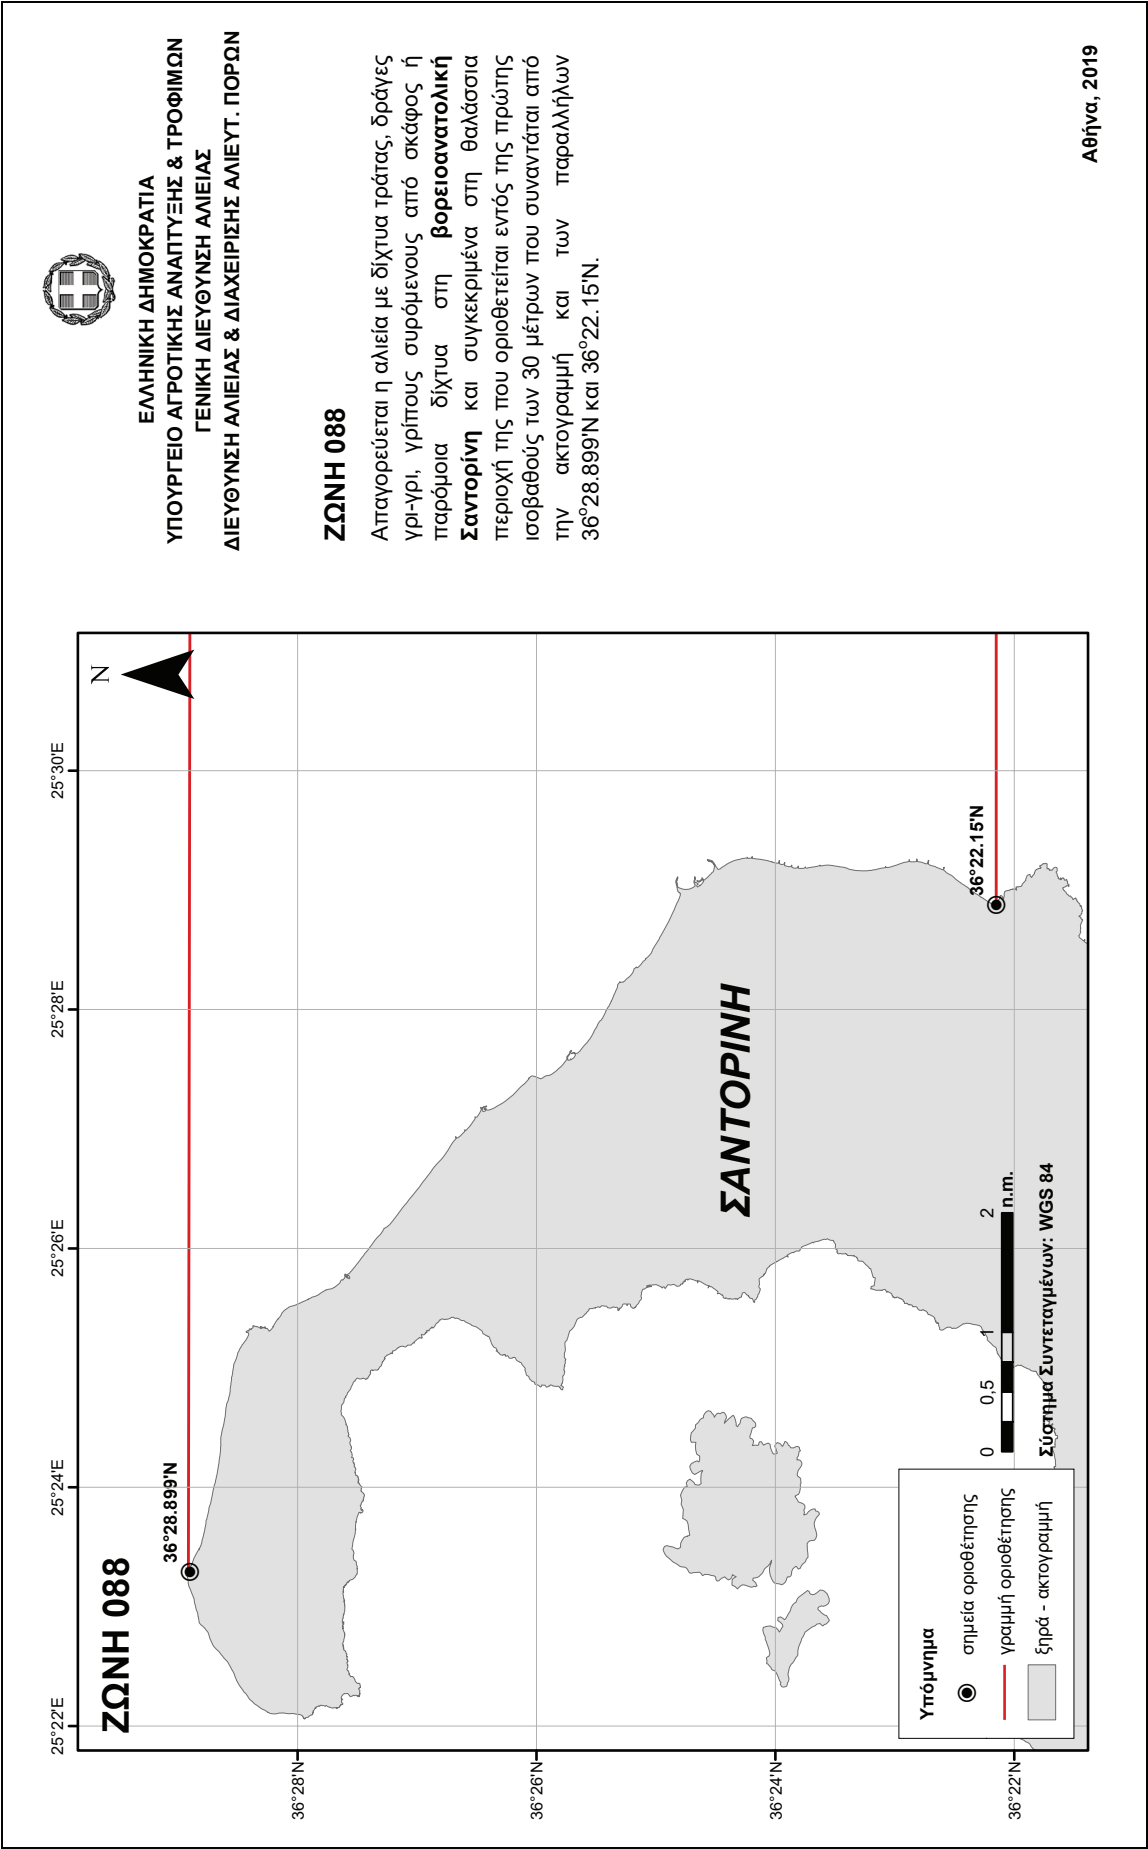 ΕΛΛΗΝΙΚΗ ΔΗΜΟΚΡΑΤΙΑ
ΥΠΟΥΡΓΕΙΟ ΑΓΡΟΤΙΚΗΣ ΑΝΑΠΤΥΞΗΣ & ΤΡΟΦΙΜΩΝ
ΓΕΝΙΚΗ ΔΙΕΥΘΥΝΣΗ ΑΛΙΕΙΑΣ
ΔΙΕΥΘΥΝΣΗ ΑΛΙΕΙΑΣ & ΔΙΑΧΕΙΡΙΣΗΣ ΑΛΙΕΥΤ. ΠΟΡΩΝ
ΖΩΝΗ 088
Απαγορεύεται η αλιεία με δίχτυα τράτας, δράγες
γρι-γρι, γρίπους συρόμενους από σκάφος ή
παρόμοια δίχτυα στη βορειοανατολική
Σαντορίνη και συγκεκριμένα στη θαλάσσια
περιοχή της που οριοθετείται εντός της πρώτης
ισοβαθούς των 30 μέτρων που συναντάται από
την ακτογραμμή και των παραλλήλων
36°28.899'N και 36°22.15'N.
Αθήνα, 2019
ΖΩΝΗ 088
N
25°22'E
25°24'E
25°26'E
25°28'E
25°30'E
36°28'N
36°26'N
36°24'N
36°22'N
36°28.899'N
36°22.15'N
ΣΑΝΤΟΡΙΝΗ
Υπόμνημα
σημεία οριοθέτησης
γραμμή οριοθέτησης
ξηρά - ακτογραμμή
0 0,5 1 2
n.m.
Σύστημα Συντεταγμένων: WGS 84